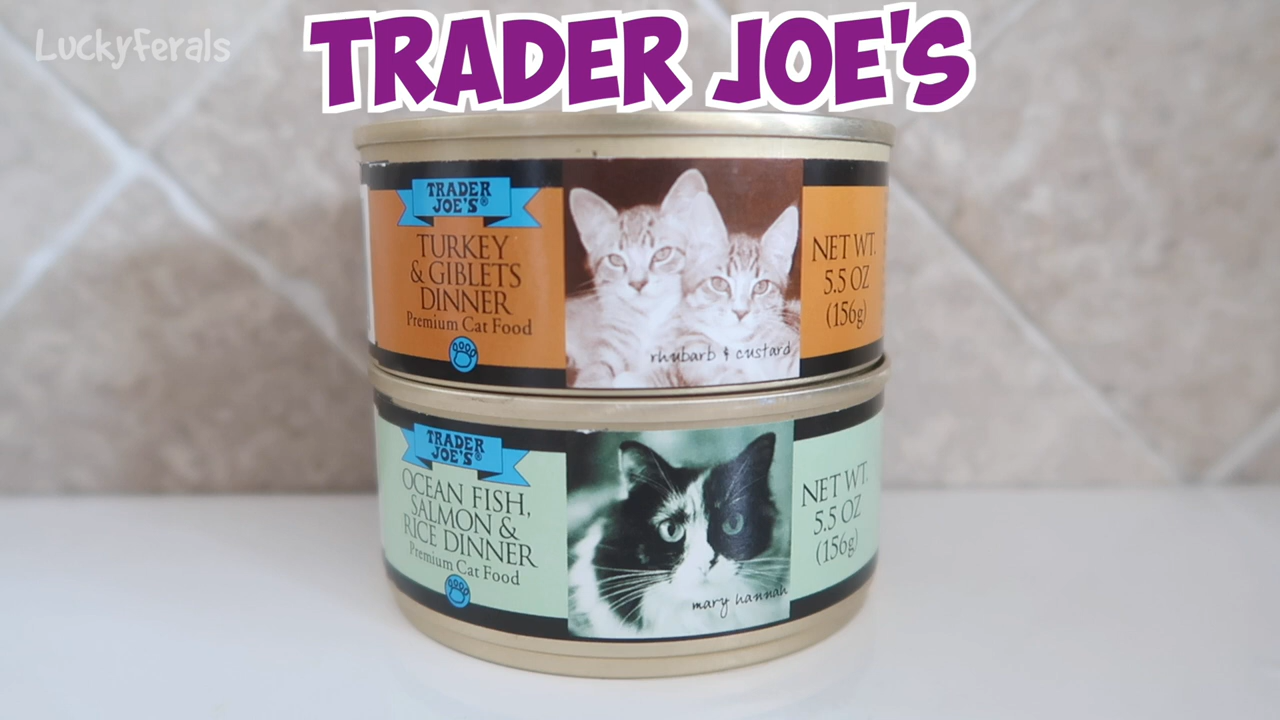 LuckyFerals
TRADER JOE'S
TRADER
JOE'S®
TURKEY
& GIBLETS
DINNER
Premium Cat Food
rhubarb & custard
NET WT.
5.5 OZ
(156g)
TRADER
JOE'S®
OCEAN FISH,
SALMON &
RICE DINNER
Premium Cat Food
mary hannah
NET WT.
5.5 OZ
(156g)